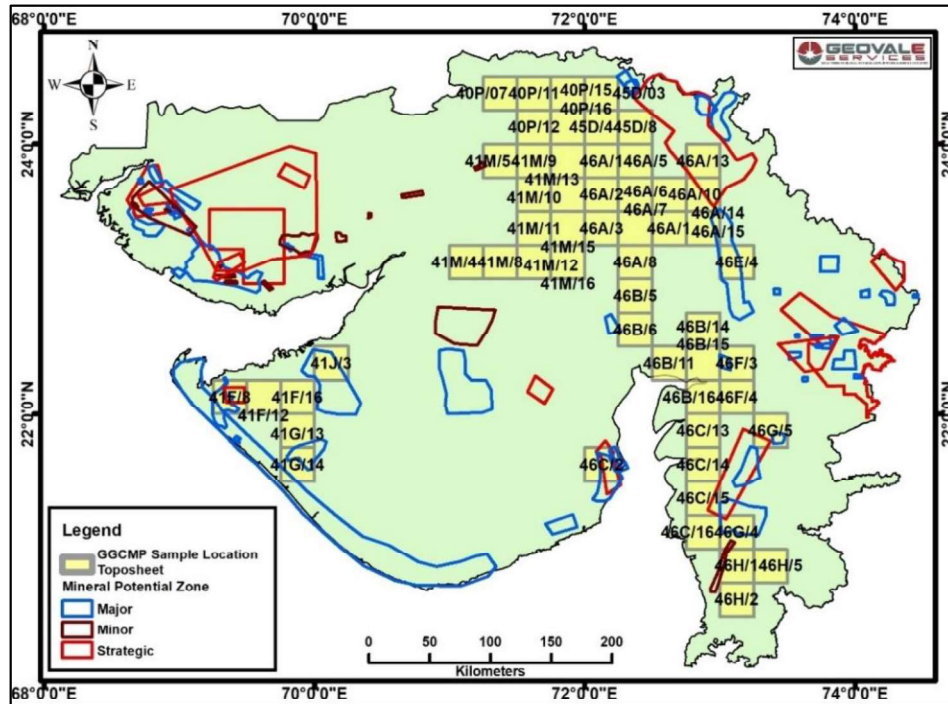 68°0'0"E 70°0'0"E 72°0'0"E 74°0'0"E
N
W E
S
GEOVALE
SERVICES
24°0'0"N
24°0'0"N
22°0'0"N
22°0'0"N
40P/07 40P/11 40P/15 45D/03
40P/16
40P/12 45D/4 45D/8
41M/5 41M/9 46A/1 46A/5 46A/13
41M/13
41M/10 46A/2 46A/6 46A/10
46A/7 46A/14
41M/11 46A/3 46A/1 46A/15
41M/15
41M/4 41M/8 41M/12 46A/8 46E/4
41M/16
46B/5
46B/6 46B/14
46B/15
41J/3 46B/11 46F/3
41F/8 41F/16 46B/16 46F/4
41F/12
41G/13 46C/13 46G/5
41G/14 46C/2 46C/14
46C/15
46C/16 46G/4
46H/1 46H/5
46H/2
Legend
GGCMP Sample Location
Toposheet
Mineral Potential Zone
Major
Minor
Strategic
0 50 100 150 200
Kilometers
68°0'0"E 70°0'0"E 72°0'0"E 74°0'0"E